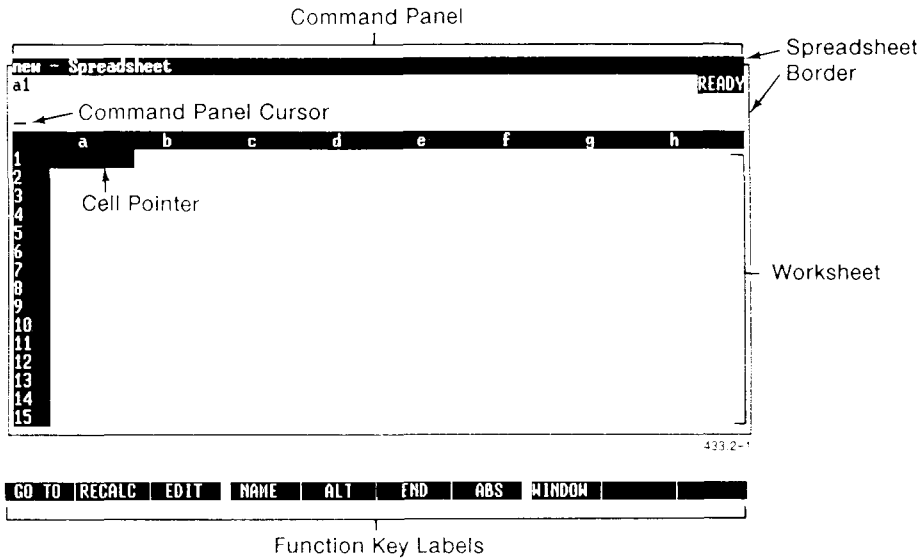 Command Panel
Spreadsheet
Border
new - Spreadsheet
a1 READY
Command Panel Cursor
a b c d e f g h
1
2
3
Cell Pointer
4
5
6
7
Worksheet
8
9
10
11
12
13
14
15
433.2-1
GO TO RECALC EDIT NAME ALT END ABS WINDOW
Function Key Labels